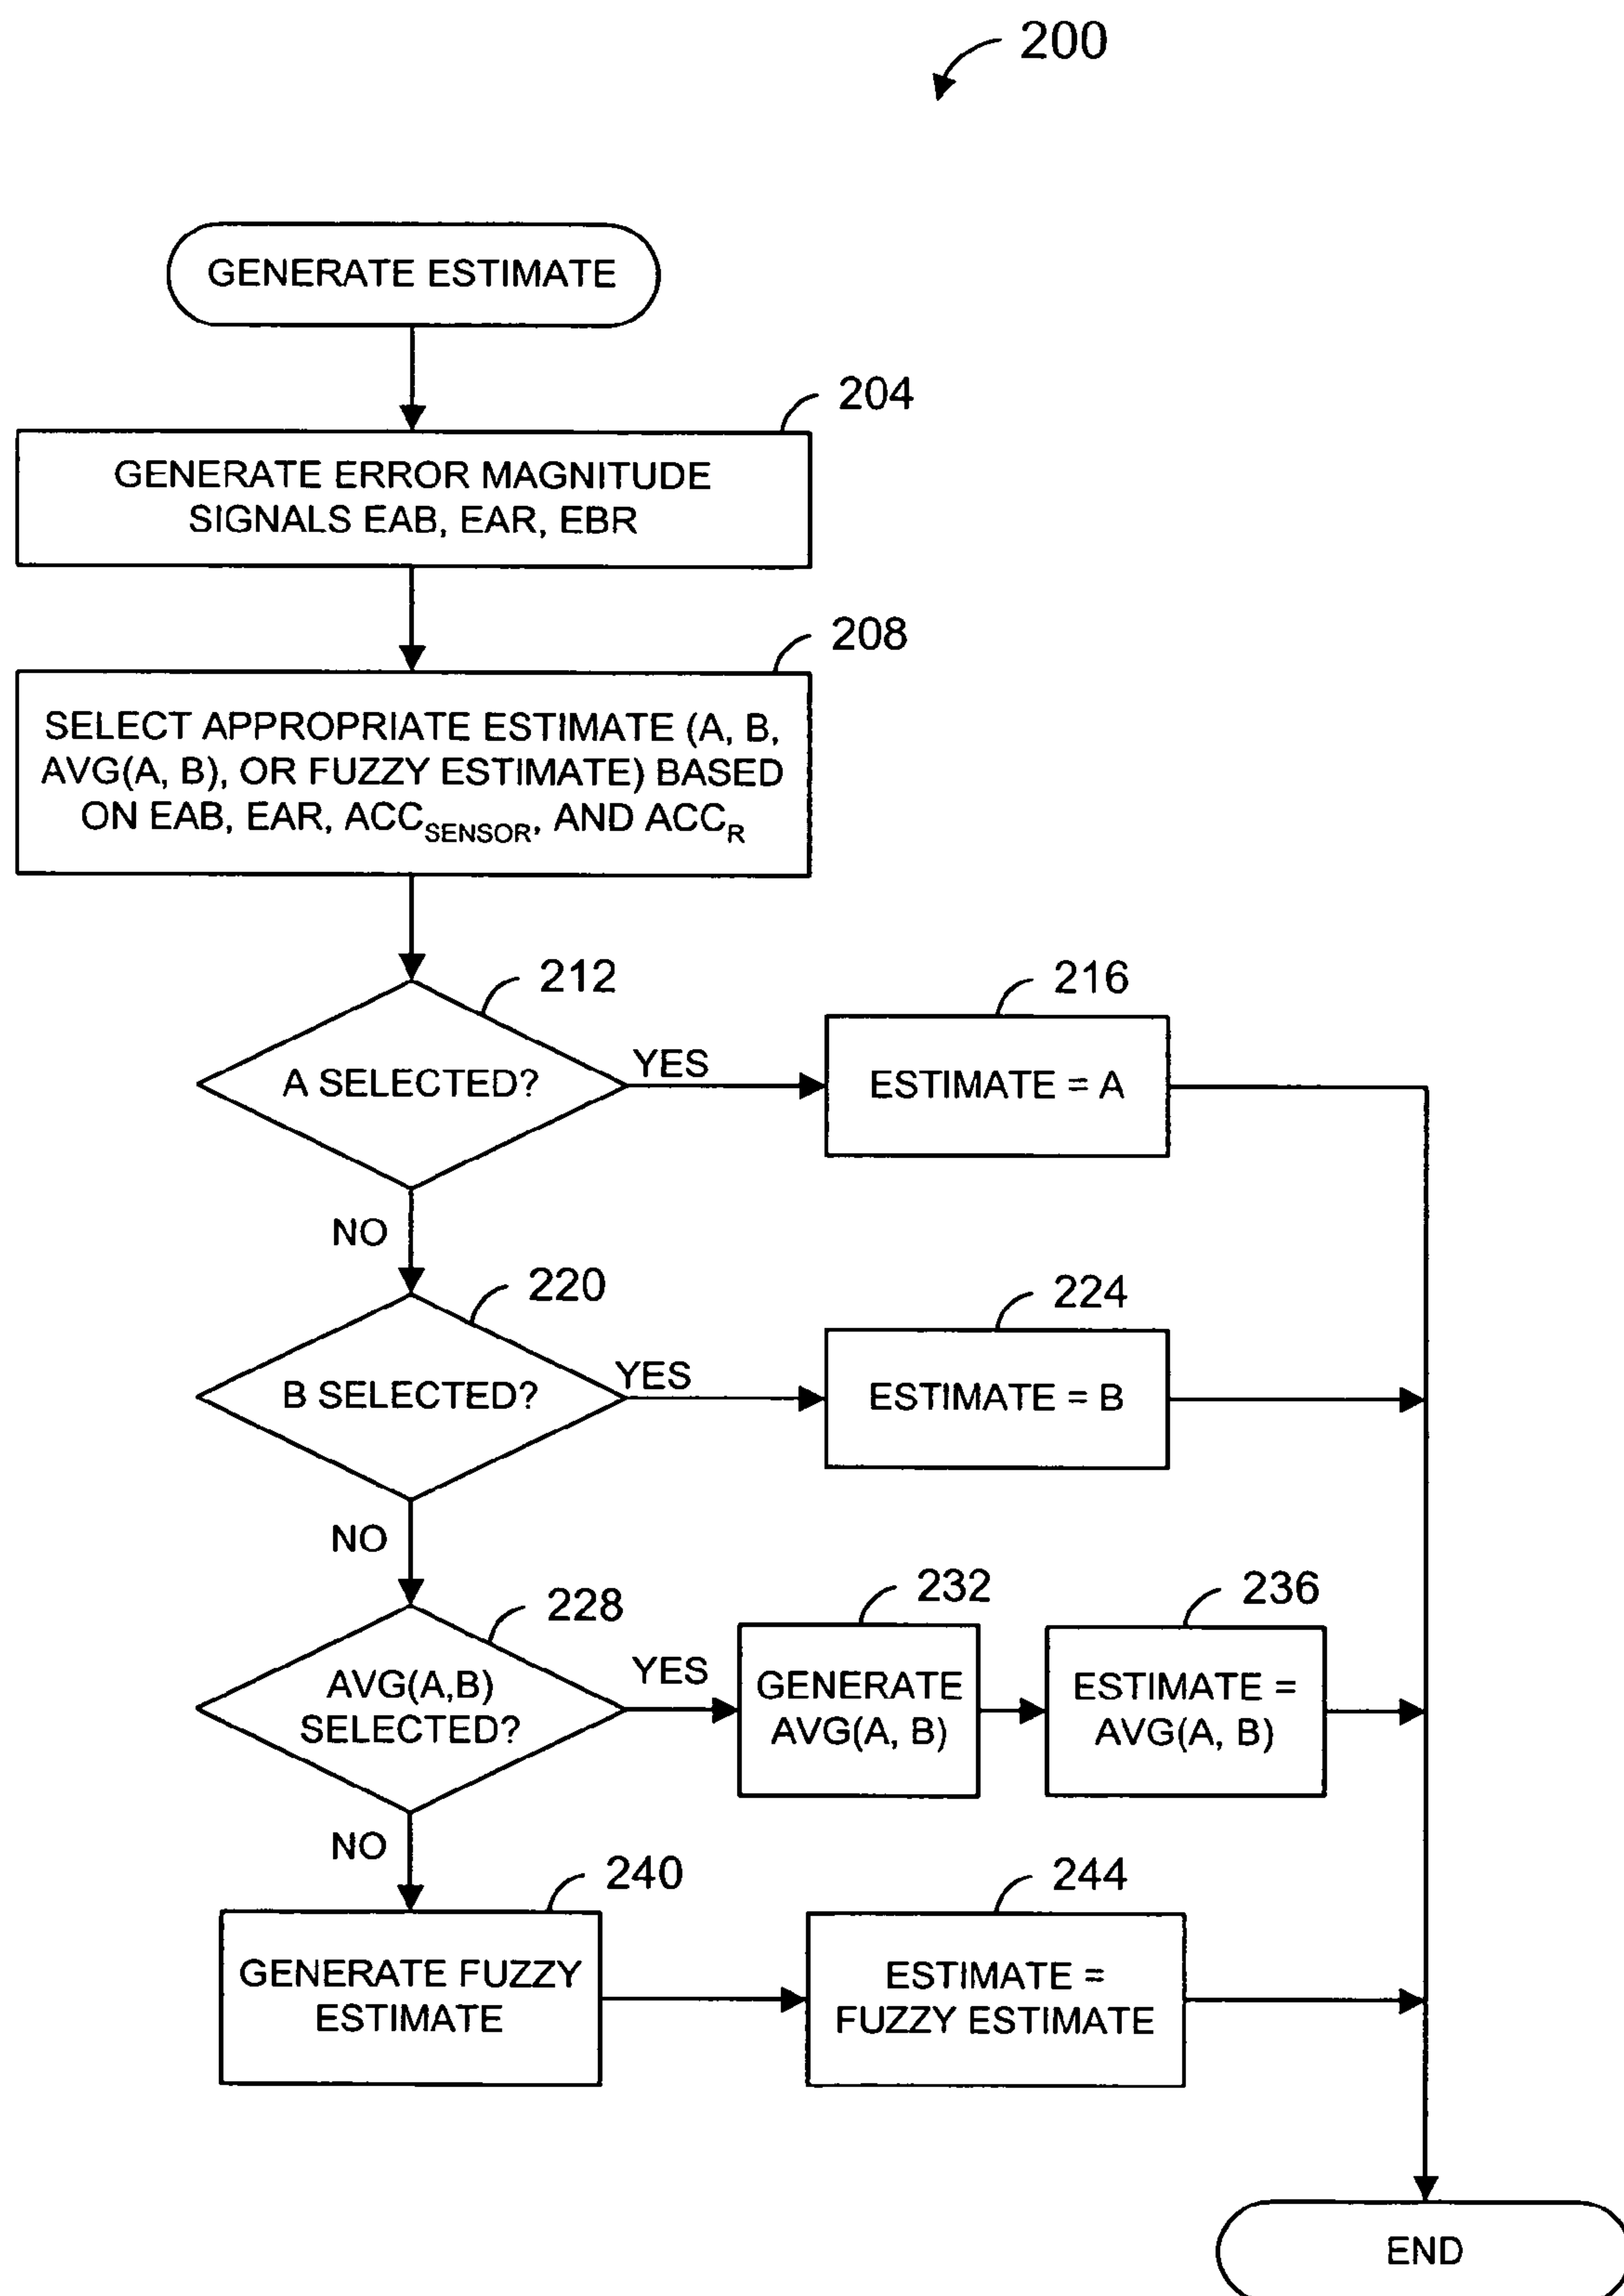 200
GENERATE ESTIMATE
204
GENERATE ERROR MAGNITUDE
SIGNALS EAB, EAR, EBR
208
SELECT APPROPRIATE ESTIMATE (A, B,
AVG(A, B), OR FUZZY ESTIMATE) BASED
ON EAB, EAR, ACC_SENSOR, AND ACC_R
212
A SELECTED?
YES
216
ESTIMATE = A
NO
220
B SELECTED?
YES
224
ESTIMATE = B
NO
228
AVG(A,B)
SELECTED?
YES
232
GENERATE
AVG(A, B)
236
ESTIMATE =
AVG(A, B)
NO
240
GENERATE FUZZY
ESTIMATE
244
ESTIMATE =
FUZZY ESTIMATE
END